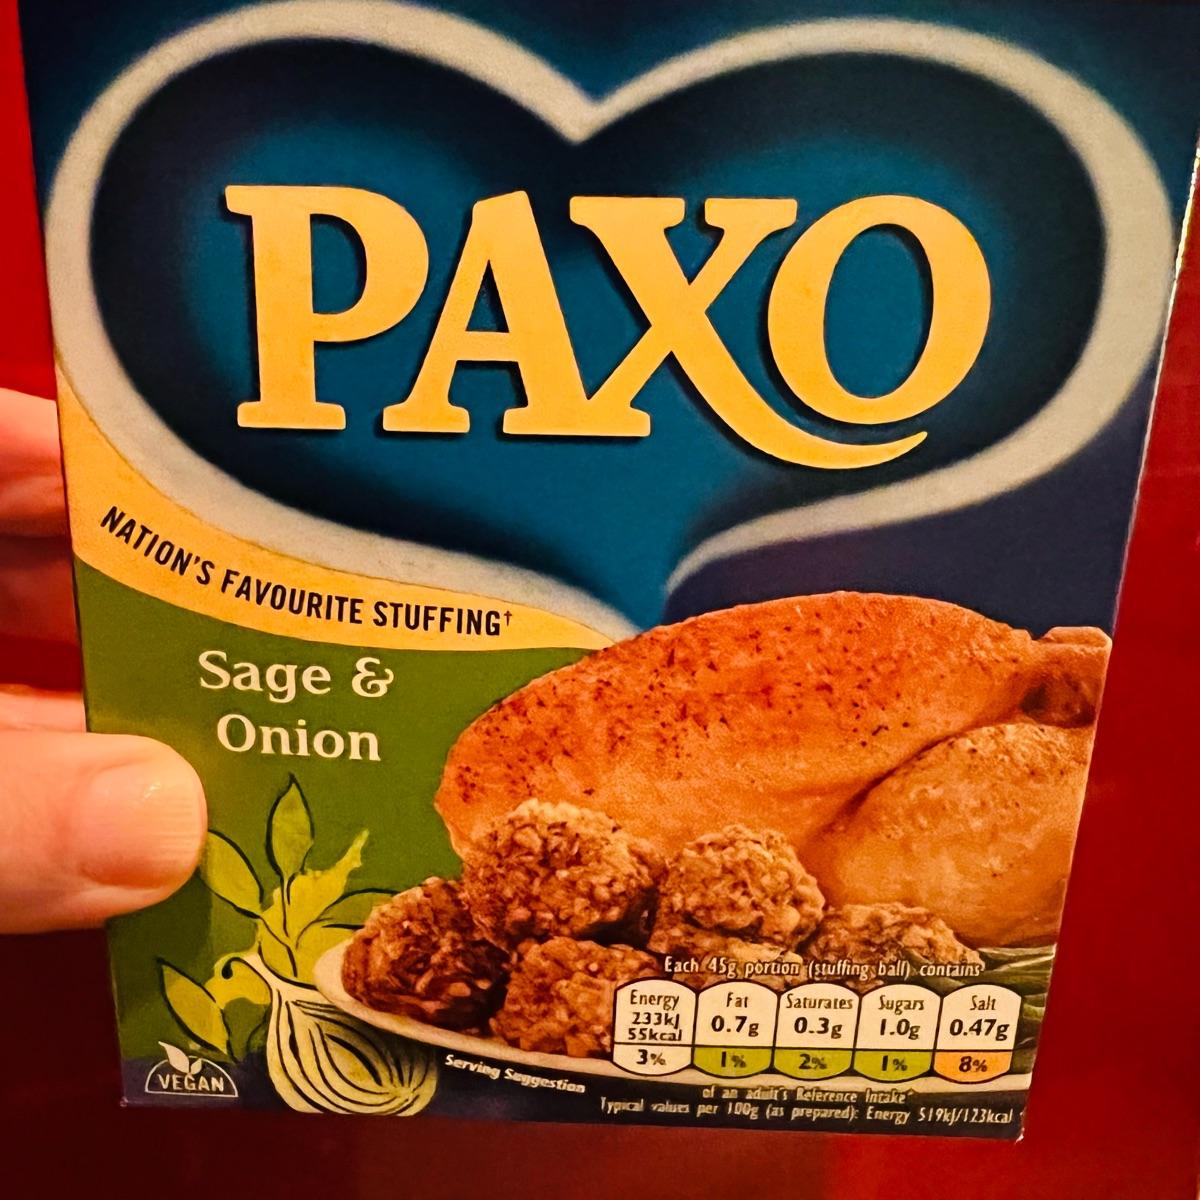 PAXO
NATION'S FAVOURITE STUFFING†
Sage &
Onion
Each 45g portion (stuffing ball) contains
Energy
233kJ
55kcal
3%
Fat
0.7g
1%
Saturates
0.3g
2%
Sugars
1.0g
1%
Salt
0.47g
8%
of an adult's Reference Intake*
Typical values per 100g (as prepared): Energy 519kJ/123kcal
Serving Suggestion
VEGAN